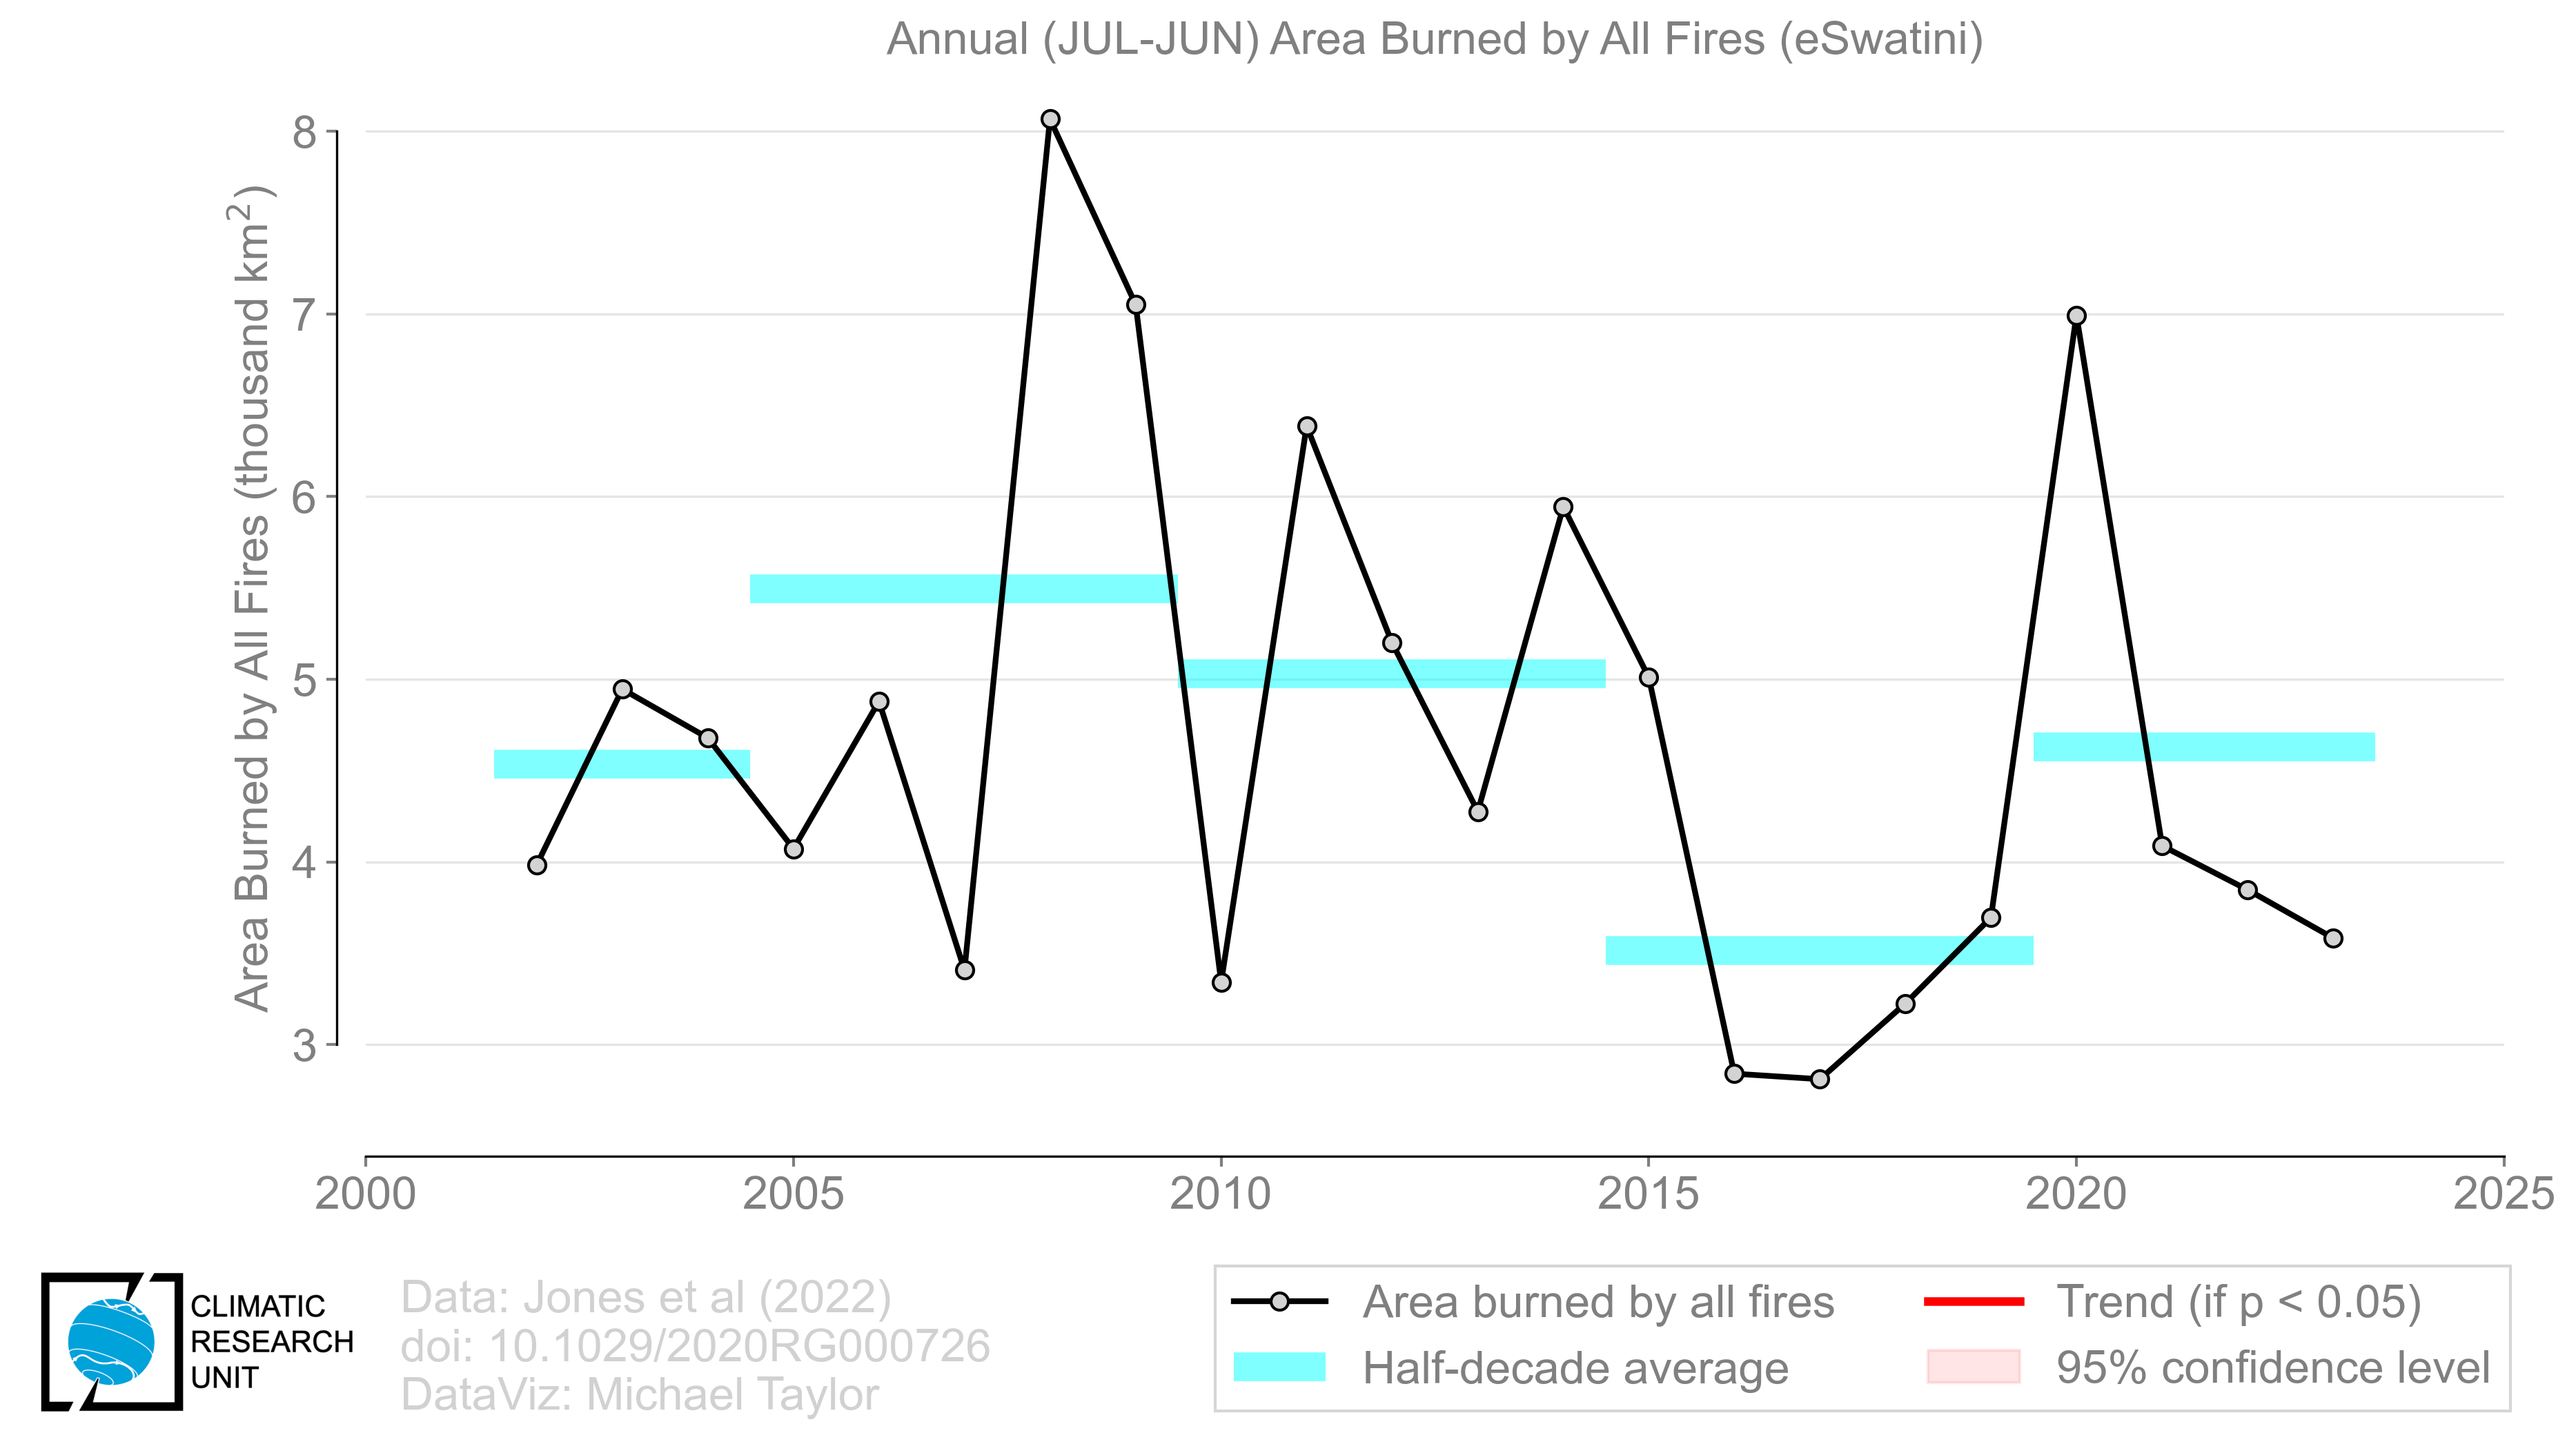 Annual (JUL-JUN) Area Burned by All Fires (eSwatini)
Area Burned by All Fires (thousand km²)
8
7
6
5
4
3
2000 2005 2010 2015 2020 2025
CLIMATIC
RESEARCH
UNIT
Data: Jones et al (2022)
doi: 10.1029/2020RG000726
DataViz: Michael Taylor
Area burned by all fires
Half-decade average
Trend (if p < 0.05)
95% confidence level